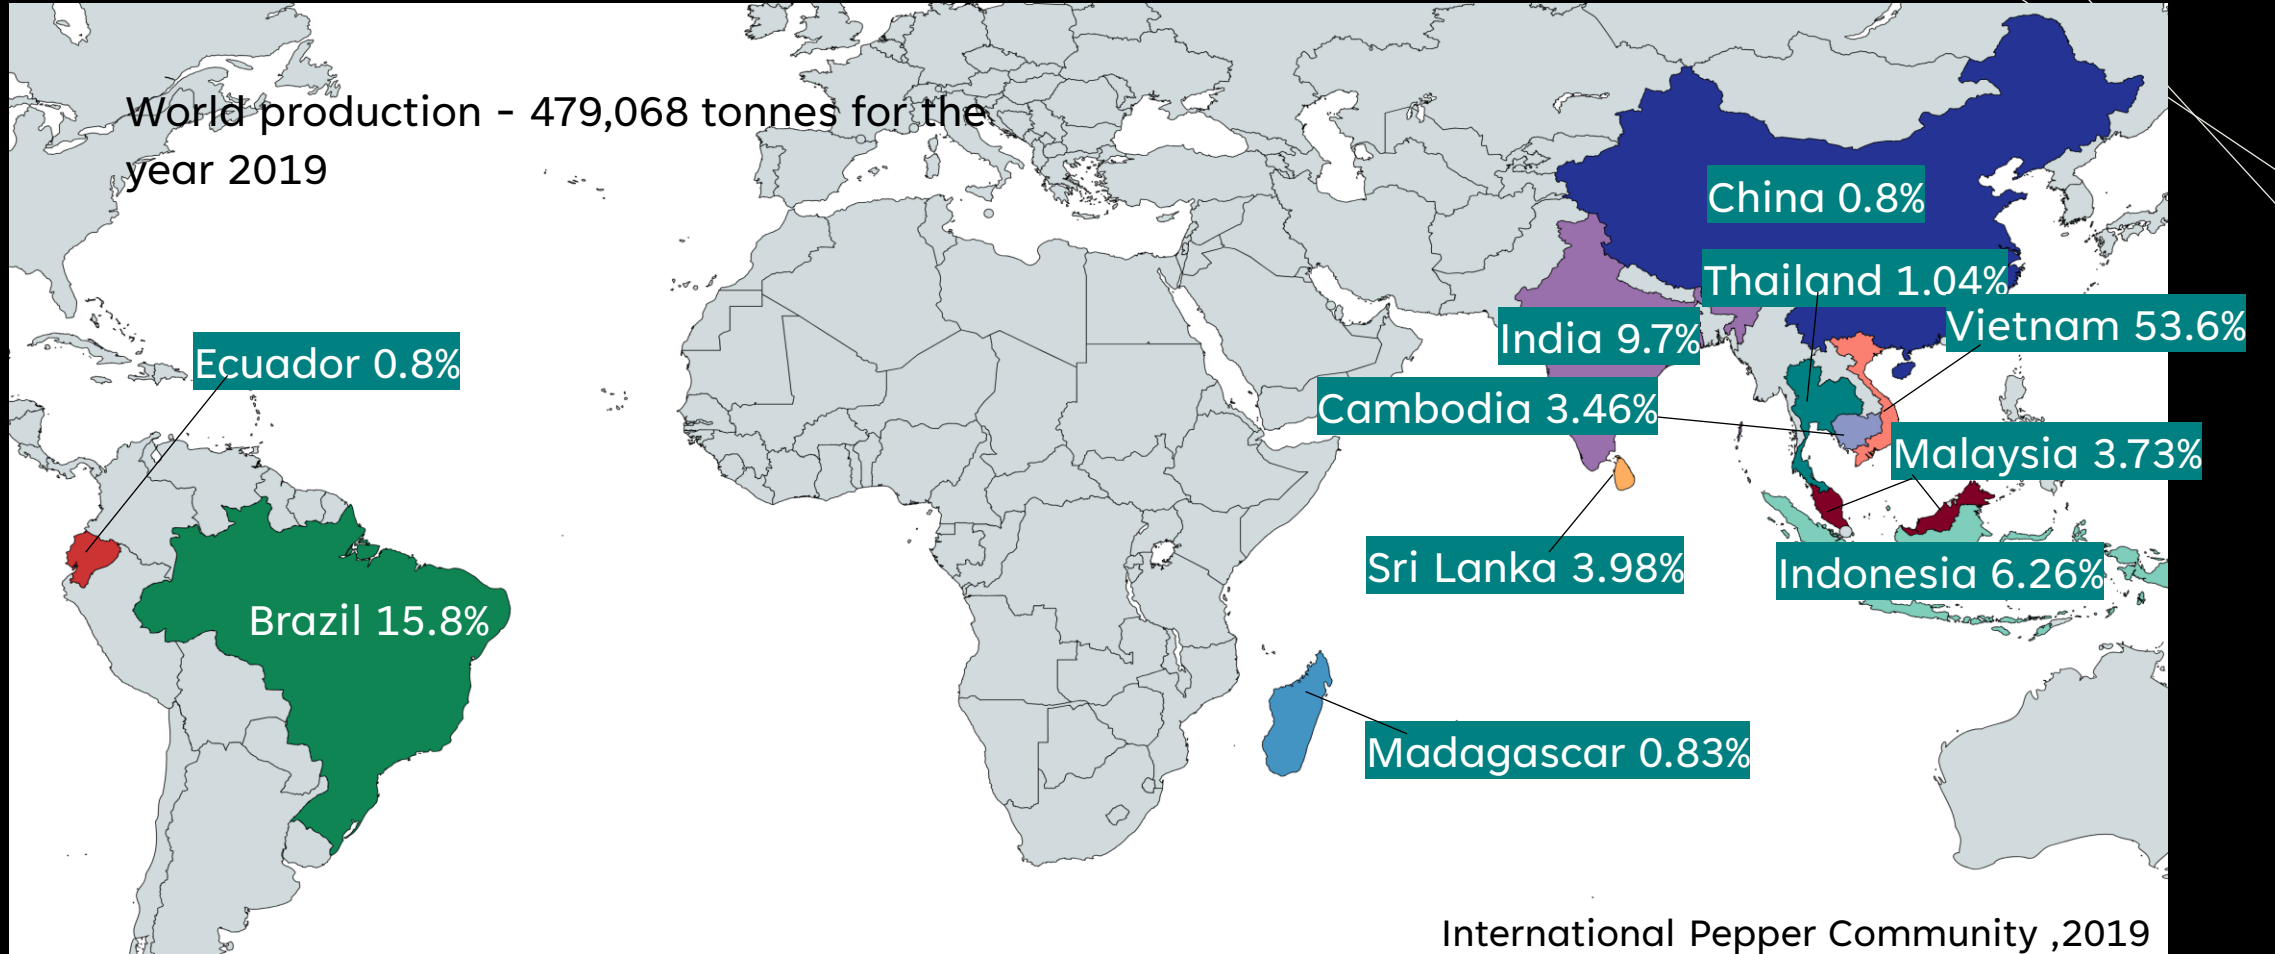 World production - 479,068 tonnes for the
year 2019
China 0.8%
Thailand 1.04%
Vietnam 53.6%
India 9.7%
Ecuador 0.8%
Cambodia 3.46%
Malaysia 3.73%
Sri Lanka 3.98%
Indonesia 6.26%
Brazil 15.8%
Madagascar 0.83%
International Pepper Community ,2019